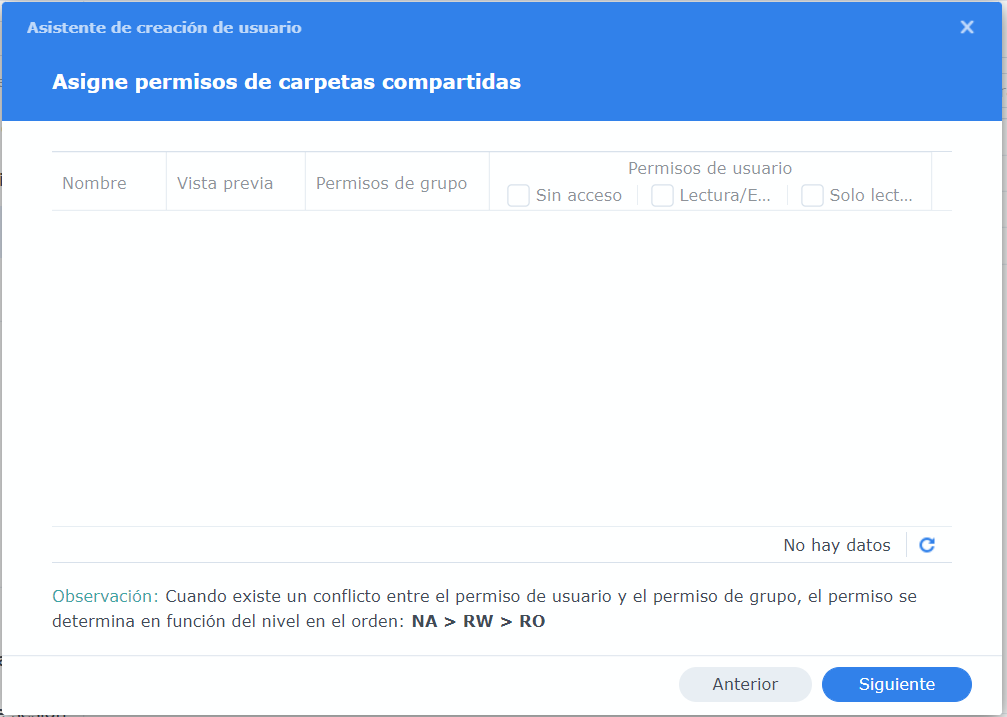 Asistente de creación de usuario
Asigne permisos de carpetas compartidas
Nombre
Vista previa
Permisos de grupo
Permisos de usuario
Sin acceso
Lectura/E...
Solo lect...
No hay datos
Observación: Cuando existe un conflicto entre el permiso de usuario y el permiso de grupo, el permiso se
determina en función del nivel en el orden: NA > RW > RO
Anterior
Siguiente